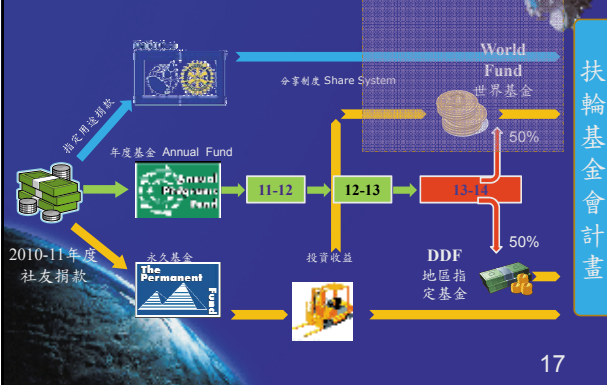 World
Fund
世界基金
分享制度 Share System
50%
指定用途捐款
年度基金 Annual Fund
Annual
Programs
Fund
11-12
12-13
13-14
2010-11年度
社友捐款
永久基金
The
Permanent
Fund
投資收益
50%
DDF
地區指
定基金
扶輪基金會計畫
17